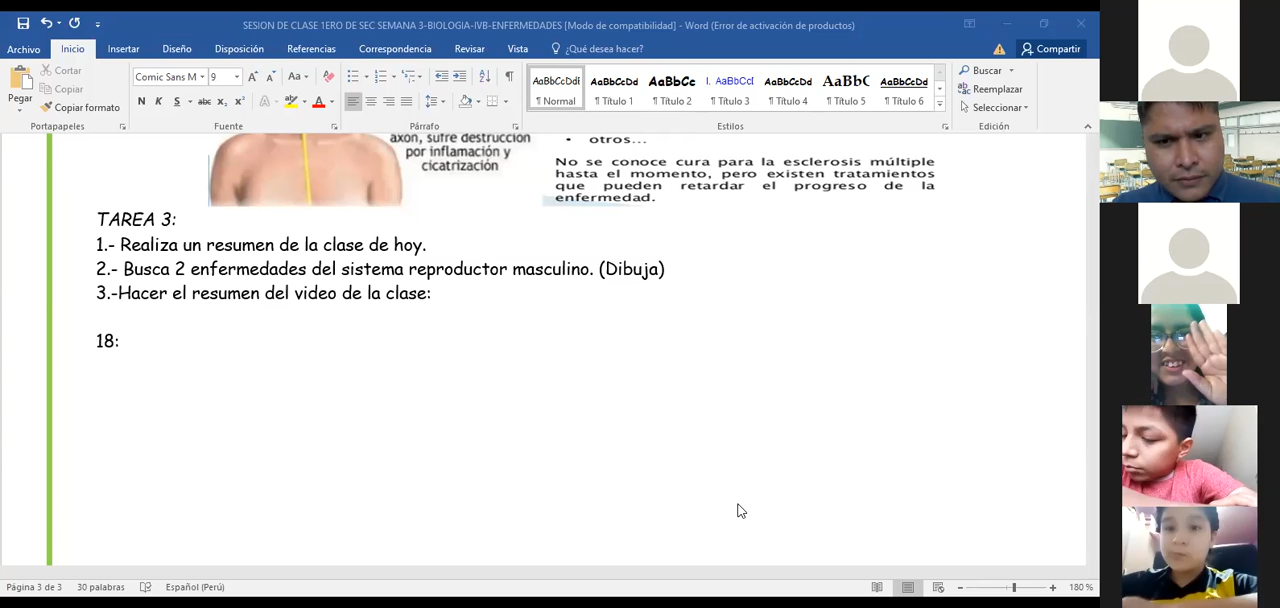 SESION DE CLASE 1ERO DE SEC SEMANA 3-BIOLOGIA-IVB-ENFERMEDADES [Modo de compatibilidad] - Word (Error de activación de productos)
Archivo Inicio Insertar Diseño Disposición Referencias Correspondencia Revisar Vista ¿Qué desea hacer? Compartir
Cortar
Copiar
Copiar formato
Pegar
Comic Sans M 9
N K S abc x₂ x²
AaBbCcDdE AaBbCcDd AaBbCc I. AaBbCcD AaBbCcDd AaBbC AaBbCcDd
¶ Normal ¶ Título 1 ¶ Título 2 ¶ Título 3 ¶ Título 4 ¶ Título 5 ¶ Título 6
Buscar
Reemplazar
Seleccionar
Portapapeles Fuente Párrafo Estilos Edición
axón, sufre destrucción
por inflamación y
cicatrización
• otros...
No se conoce cura para la esclerosis múltiple
hasta el momento, pero existen tratamientos
que pueden retardar el progreso de la
enfermedad.
TAREA 3:
1.- Realiza un resumen de la clase de hoy.
2.- Busca 2 enfermedades del sistema reproductor masculino. (Dibuja)
3.-Hacer el resumen del video de la clase:
18:
Página 3 de 3 30 palabras Español (Perú) 180 %